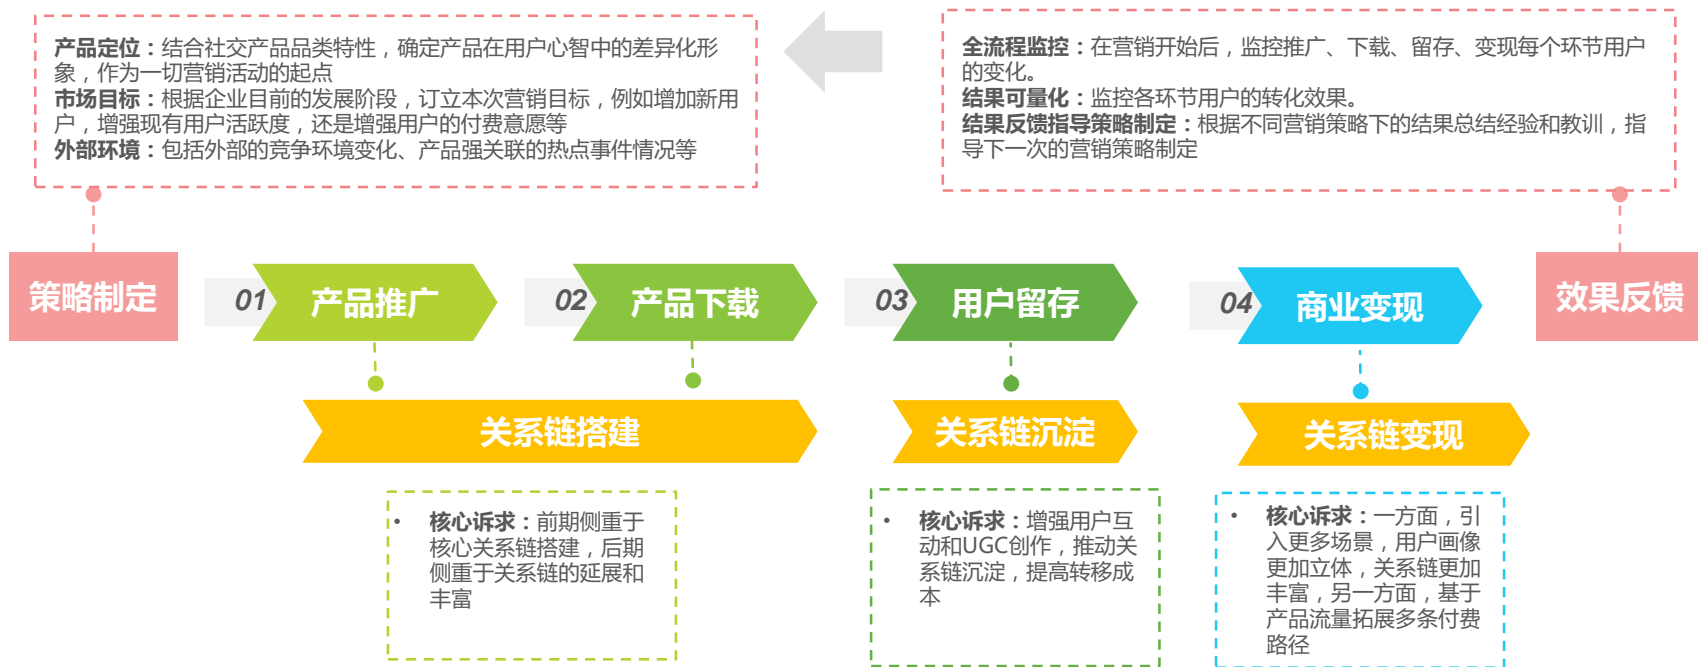 产品定位：结合社交产品品类特性，确定产品在用户心智中的差异化形
象，作为一切营销活动的起点
市场目标：根据企业目前的发展阶段，订立本次营销目标，例如增加新用
户，增强现有用户活跃度，还是增强用户的付费意愿等
外部环境：包括外部的竞争环境变化、产品强关联的热点事件情况等
全流程监控：在营销开始后，监控推广、下载、留存、变现每个环节用户
的变化。
结果可量化：监控各环节用户的转化效果。
结果反馈指导策略制定：根据不同营销策略下的结果总结经验和教训，指
导下一次的营销策略制定
策略制定
01
产品推广
02
产品下载
03
用户留存
04
商业变现
效果反馈
关系链搭建
关系链沉淀
关系链变现
• 核心诉求：前期侧重于
核心关系链搭建，后期
侧重于关系链的延展和
丰富
• 核心诉求：增强用户互
动和UGC创作，推动关
系链沉淀，提高转移成
本
• 核心诉求：一方面，引
入更多场景，用户画像
更加立体，关系链更加
丰富，另一方面，基于
产品流量拓展多条付费
路径